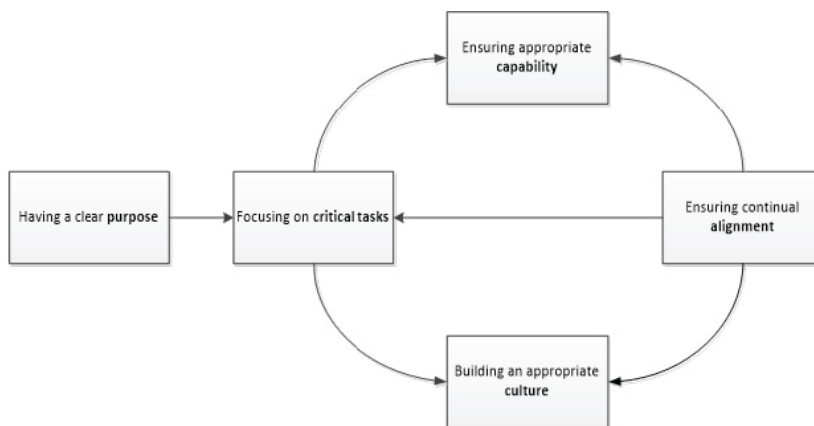 Ensuring appropriate
capability
Having a clear purpose
Focusing on critical tasks
Ensuring continual
alignment
Building an appropriate
culture